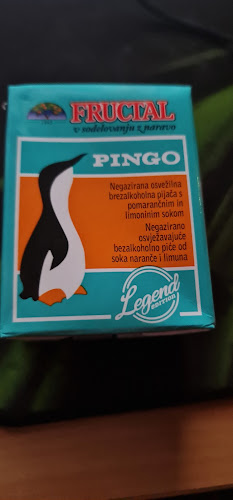 FRUCTAL
v sodelovanju z naravo
PINGO
Negazirana osvežilna
brezalkoholna pijača s
pomarančnim in
limoninim sokom
Negazirano
osvježavajuće
bezalkoholno piće od
soka naranče i limuna
Legend
EDITION